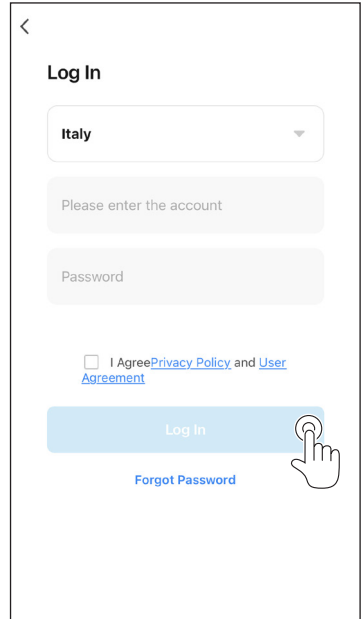 Log In
Italy
Please enter the account
Password
I AgreePrivacy Policy and User
Agreement
Log In
Forgot Password